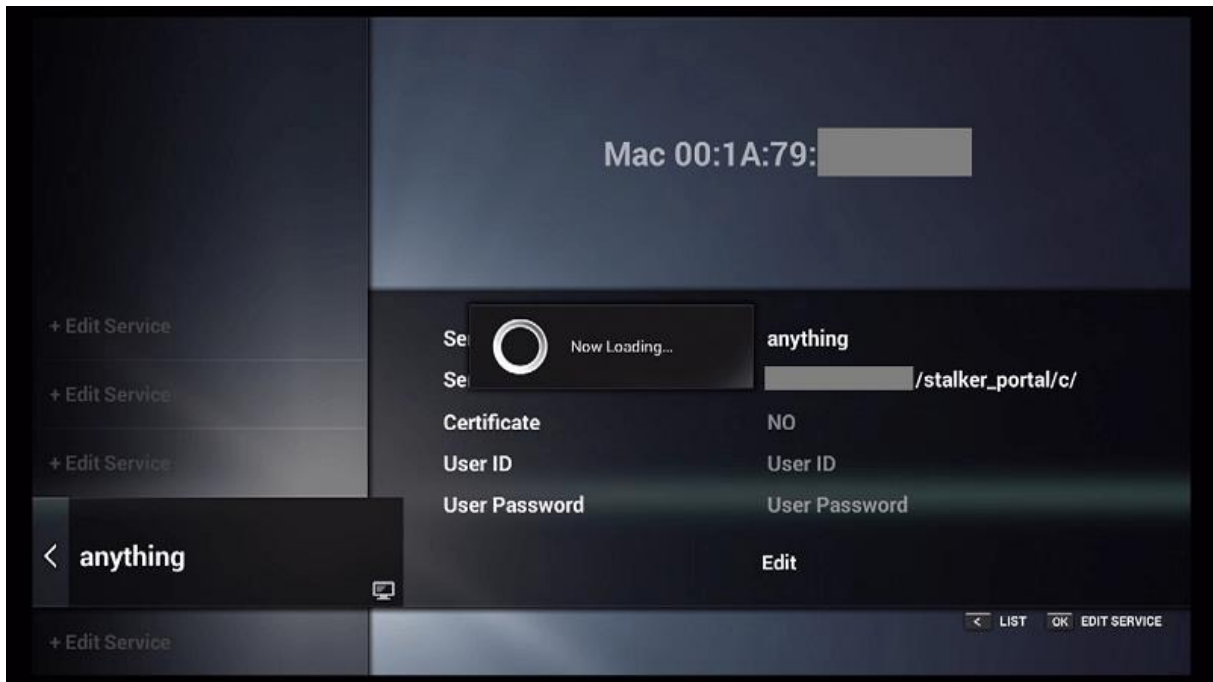 Mac 00:1A:79:
+ Edit Service
+ Edit Service
+ Edit Service
< anything
+ Edit Service
Se
Now Loading...
anything
Se
/stalker_portal/c/
Certificate
NO
User ID
User ID
User Password
User Password
Edit
< LIST OK EDIT SERVICE